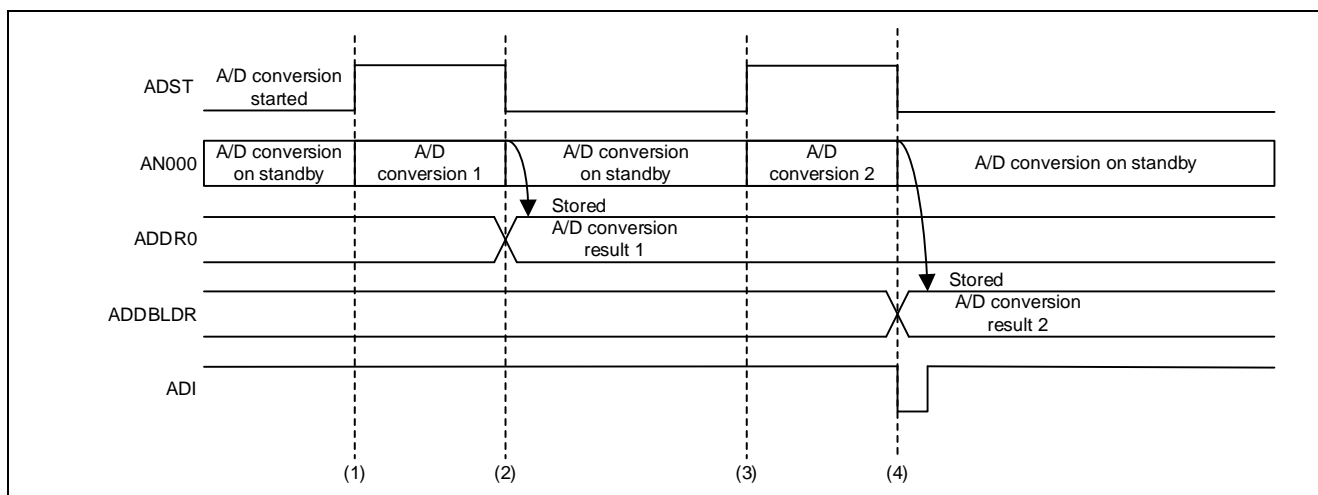 ADST
A/D conversion
started
AN000
A/D conversion
on standby
A/D
conversion 1
A/D conversion
on standby
A/D
conversion 2
A/D conversion on standby
Stored
ADDR0
A/D conversion
result 1
Stored
ADDBLDR
A/D conversion
result 2
ADI
(1)
(2)
(3)
(4)